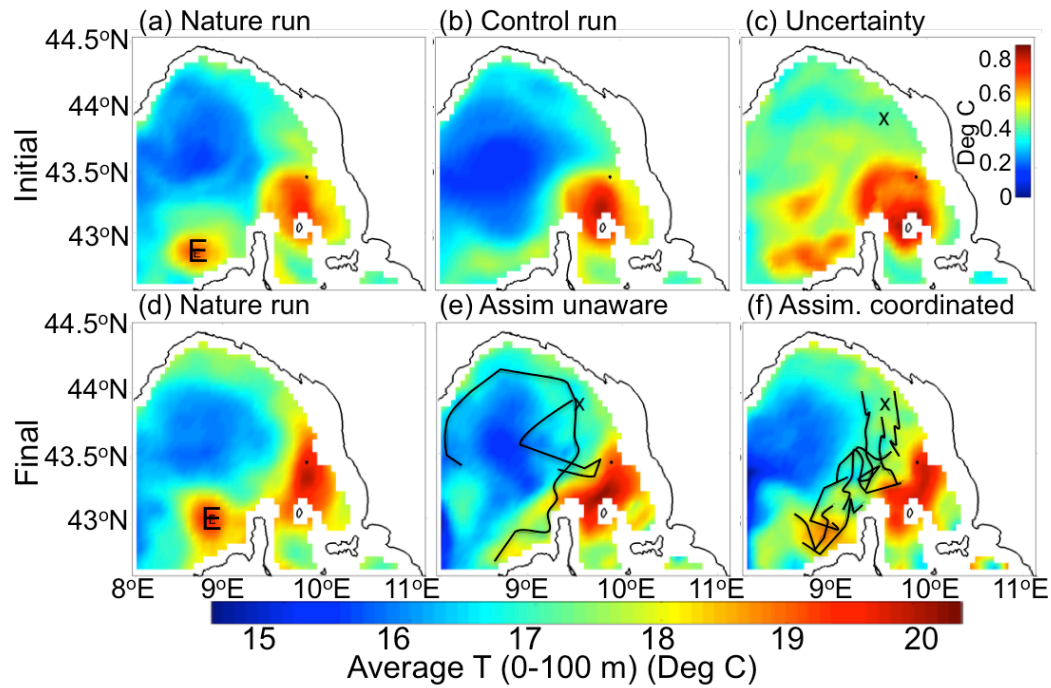 (a) Nature run (b) Control run (c) Uncertainty
44.5°N
44°N
43.5°N
43°N
Initial
E
x
0.8
0.6
0.4
0.2
0
Deg C
(d) Nature run (e) Assim unaware (f) Assim. coordinated
44.5°N
44°N
43.5°N
43°N
Final
E
x
x
8°E 9°E 10°E 11°E 9°E 10°E 11°E 9°E 10°E 11°E
15 16 17 18 19 20
Average T (0-100 m) (Deg C)